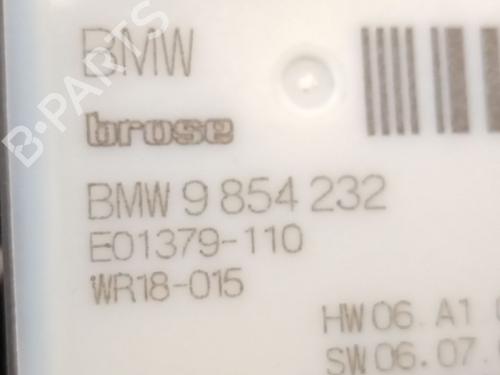 BMW
brose
BMW 9 854 232
E01379-110
WR18-015
HW 06 A1
SW 06.07.
B-PARTS